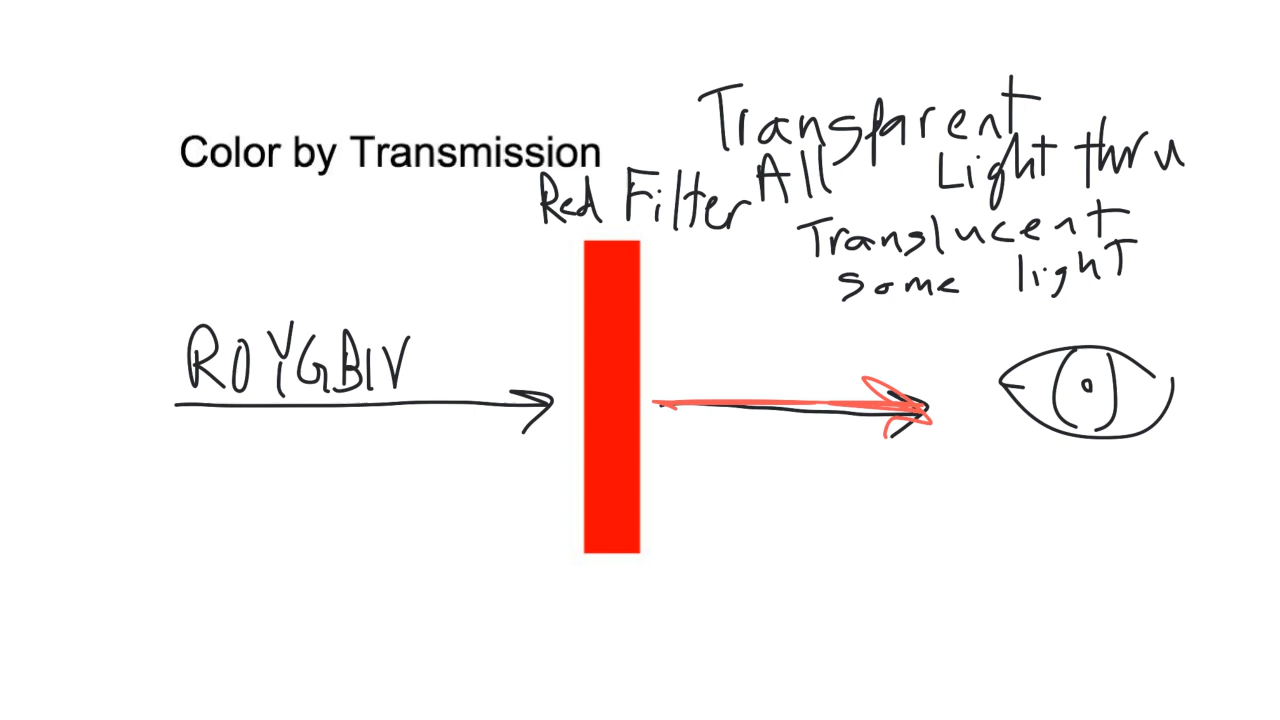 Color by Transmission
Transparent
All Light thru
Red Filter
Translucent
some light
ROYGBIV